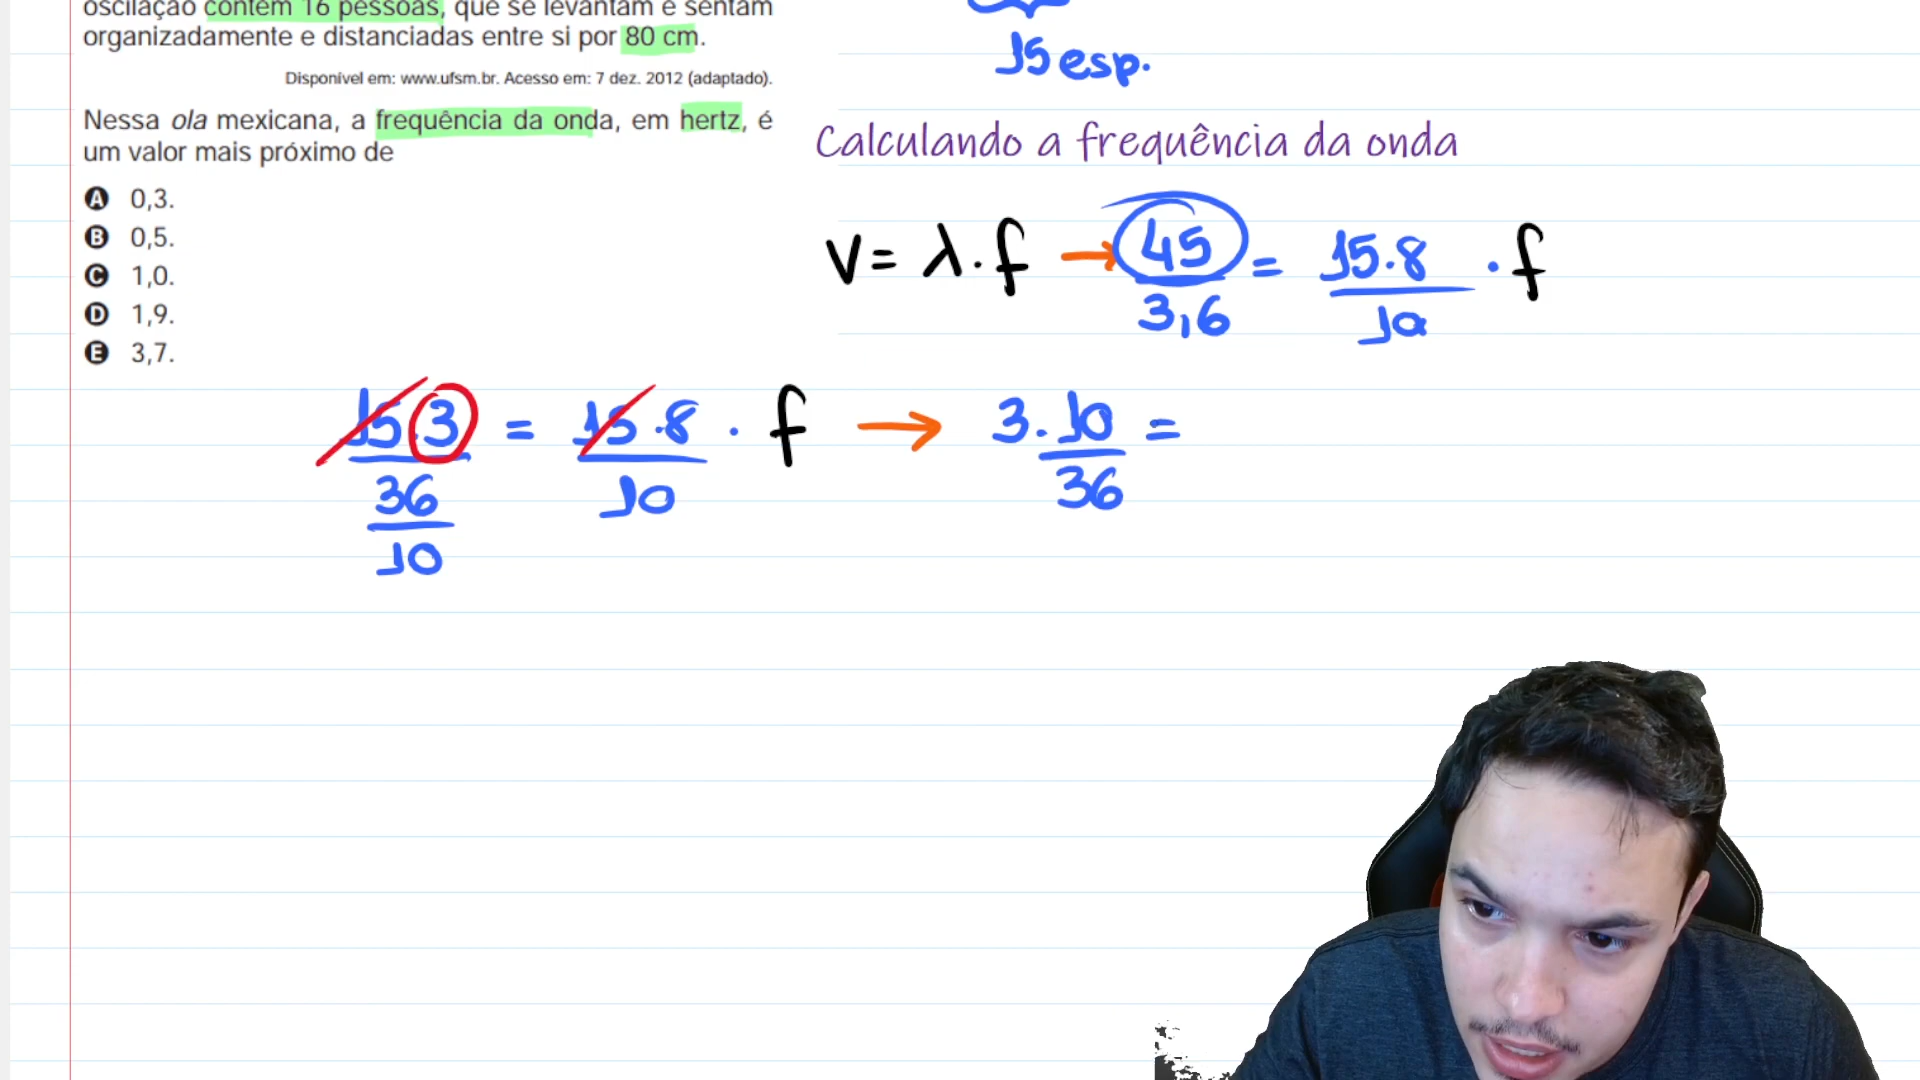 oscilação contém 16 pessoas, que se levantam e sentam
organizadamente e distanciadas entre si por 80 cm.
Disponível em: www.ufsm.br. Acesso em: 7 dez. 2012 (adaptado).
Nessa ola mexicana, a frequência da onda, em hertz, é
um valor mais próximo de
A 0,3.
B 0,5.
C 1,0.
D 1,9.
E 3,7.
15 esp.
Calculando a frequência da onda
V = λ . f → 45/3,6 = 15.8/10 . f
15.3/36/10 = 15.8/10 . f → 3.10/36 =